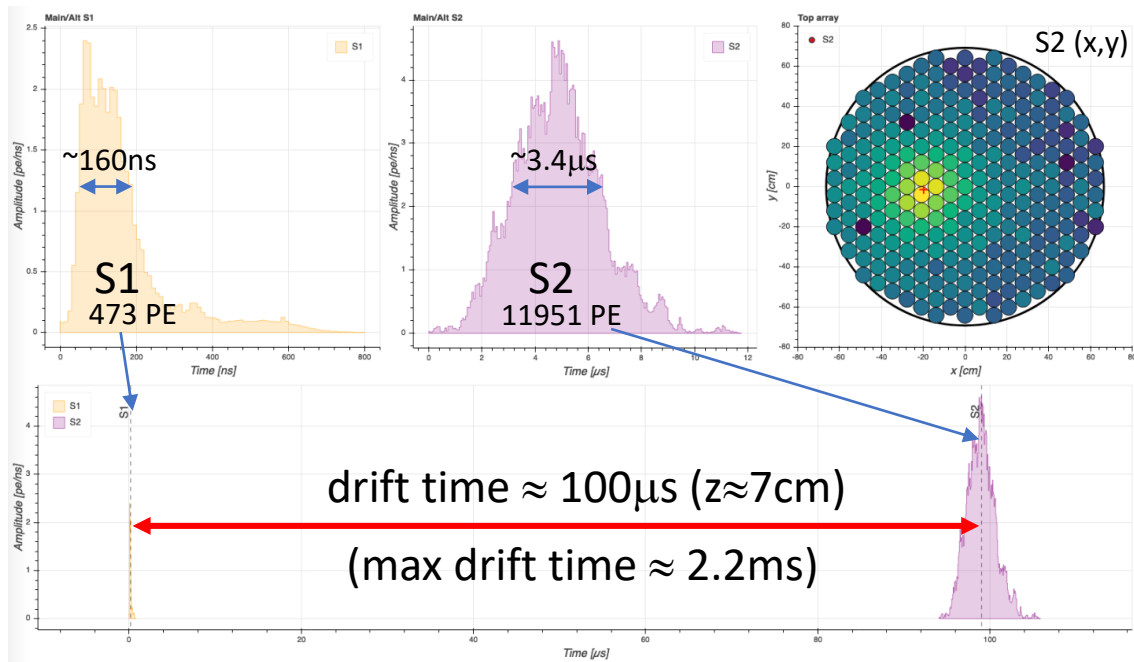 Main/Alt S1
S1
Amplitude [pe/ns]
2.5
2
1.5
1
0.5
0
~160ns
S1
473 PE
0 200 400 600 800
Time [ns]
Main/Alt S2
S2
Amplitude [pe/ns]
4
3
2
1
0
~3.4μs
S2
11951 PE
0 2 4 6 8 10 12
Time [μs]
Top array
S2
S2 (x,y)
y [cm]
80
60
40
20
0
-20
-40
-60
-80
-80 -60 -40 -20 0 20 40 60 80
x [cm]
S1
S2
S1
S2
Amplitude [pe/ns]
4
3
2
1
0
drift time ≈ 100μs (z≈7cm)
(max drift time ≈ 2.2ms)
0 20 40 60 80 100
Time [μs]